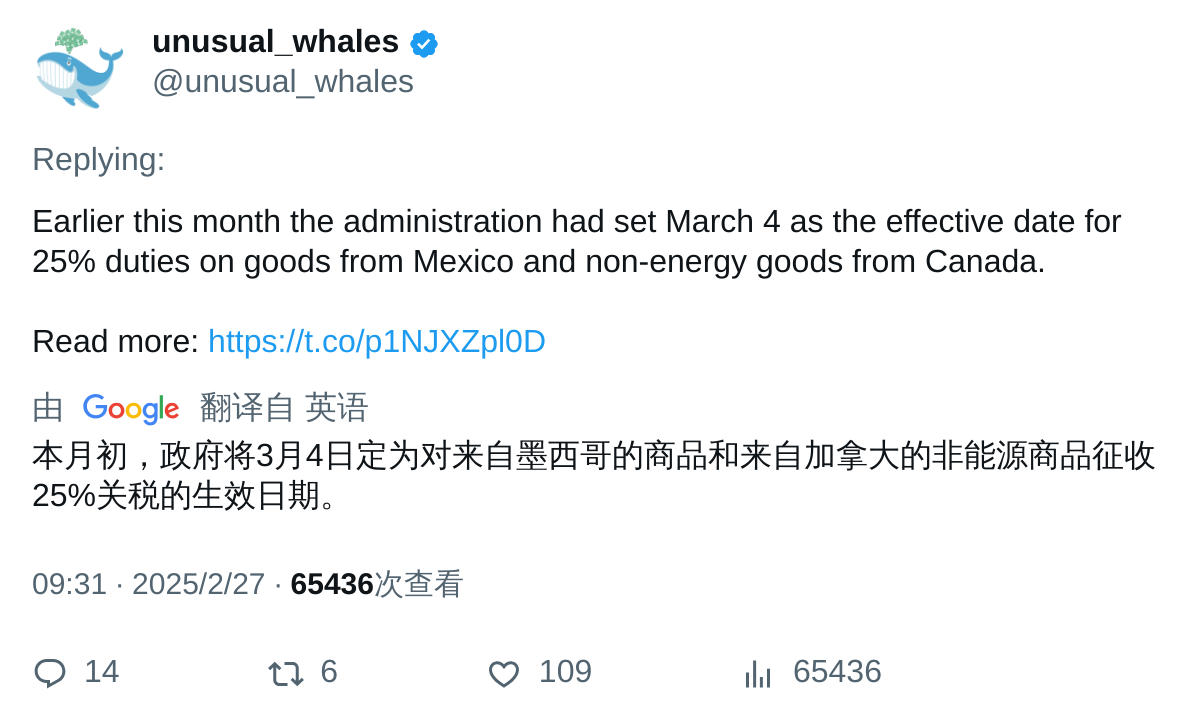 unusual_whales
@unusual_whales
Replying:
Earlier this month the administration had set March 4 as the effective date for
25% duties on goods from Mexico and non-energy goods from Canada.
Read more: https://t.co/p1NJXZpl0D
由 Google 翻译自 英语
本月初，政府将3月4日定为对来自墨西哥的商品和来自加拿大的非能源商品征收
25%关税的生效日期。
09:31 · 2025/2/27 · 65436次查看
14 6 109 65436